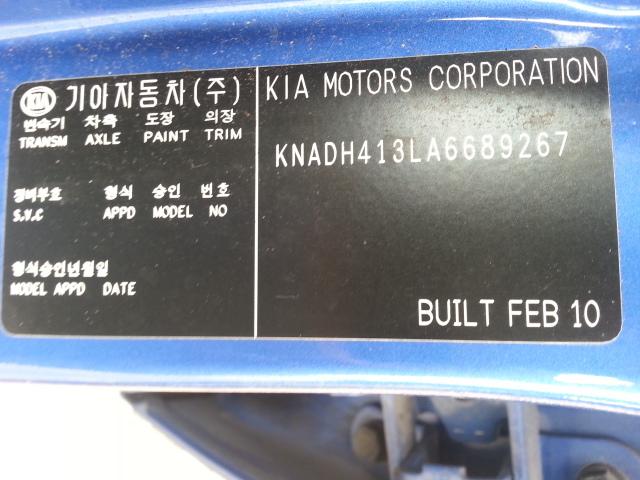 KIA 기아자동차(주)
변속기 차축 도장 의장
TRANSM AXLE PAINT TRIM
정비부호 형식 승인 번호
S.V.C APPD MODEL NO
형식승인년월일
MODEL APPD DATE
KIA MOTORS CORPORATION
KNADH413LA6689267
BUILT FEB 10